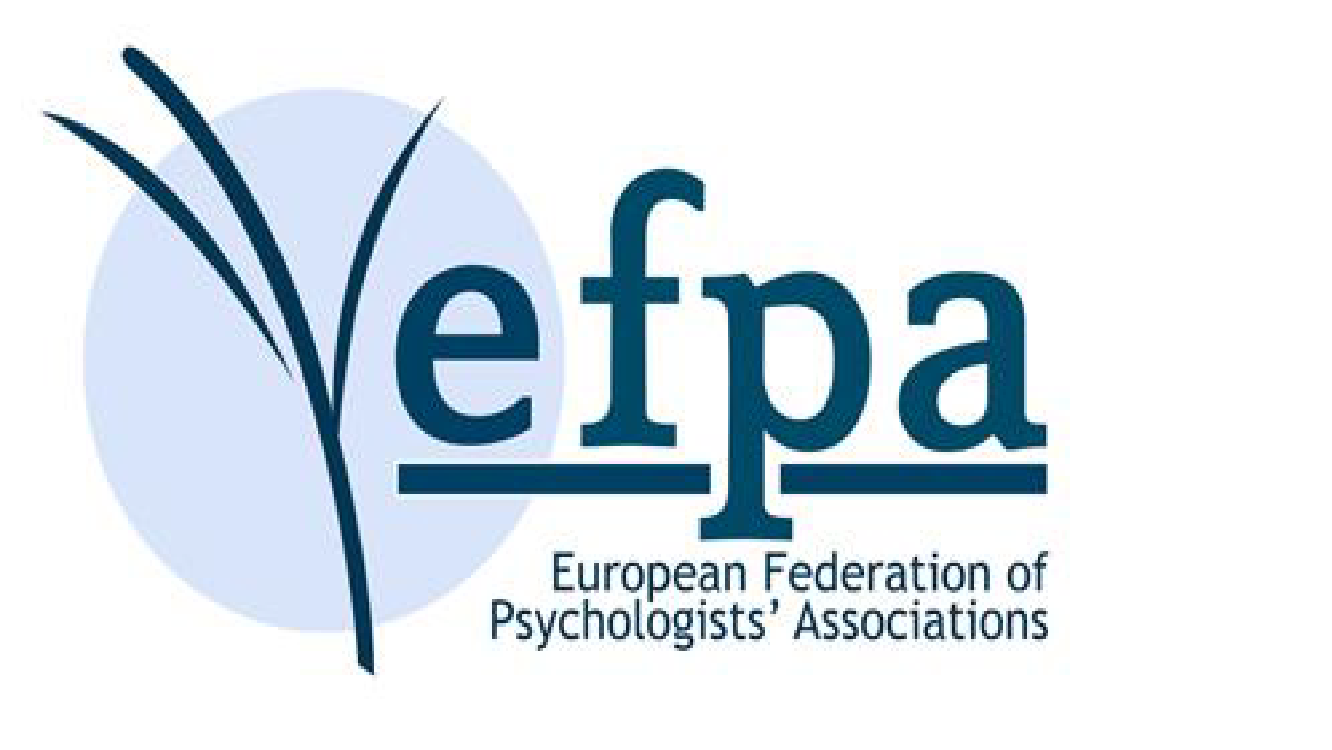 efpa
European Federation of
Psychologists’ Associations